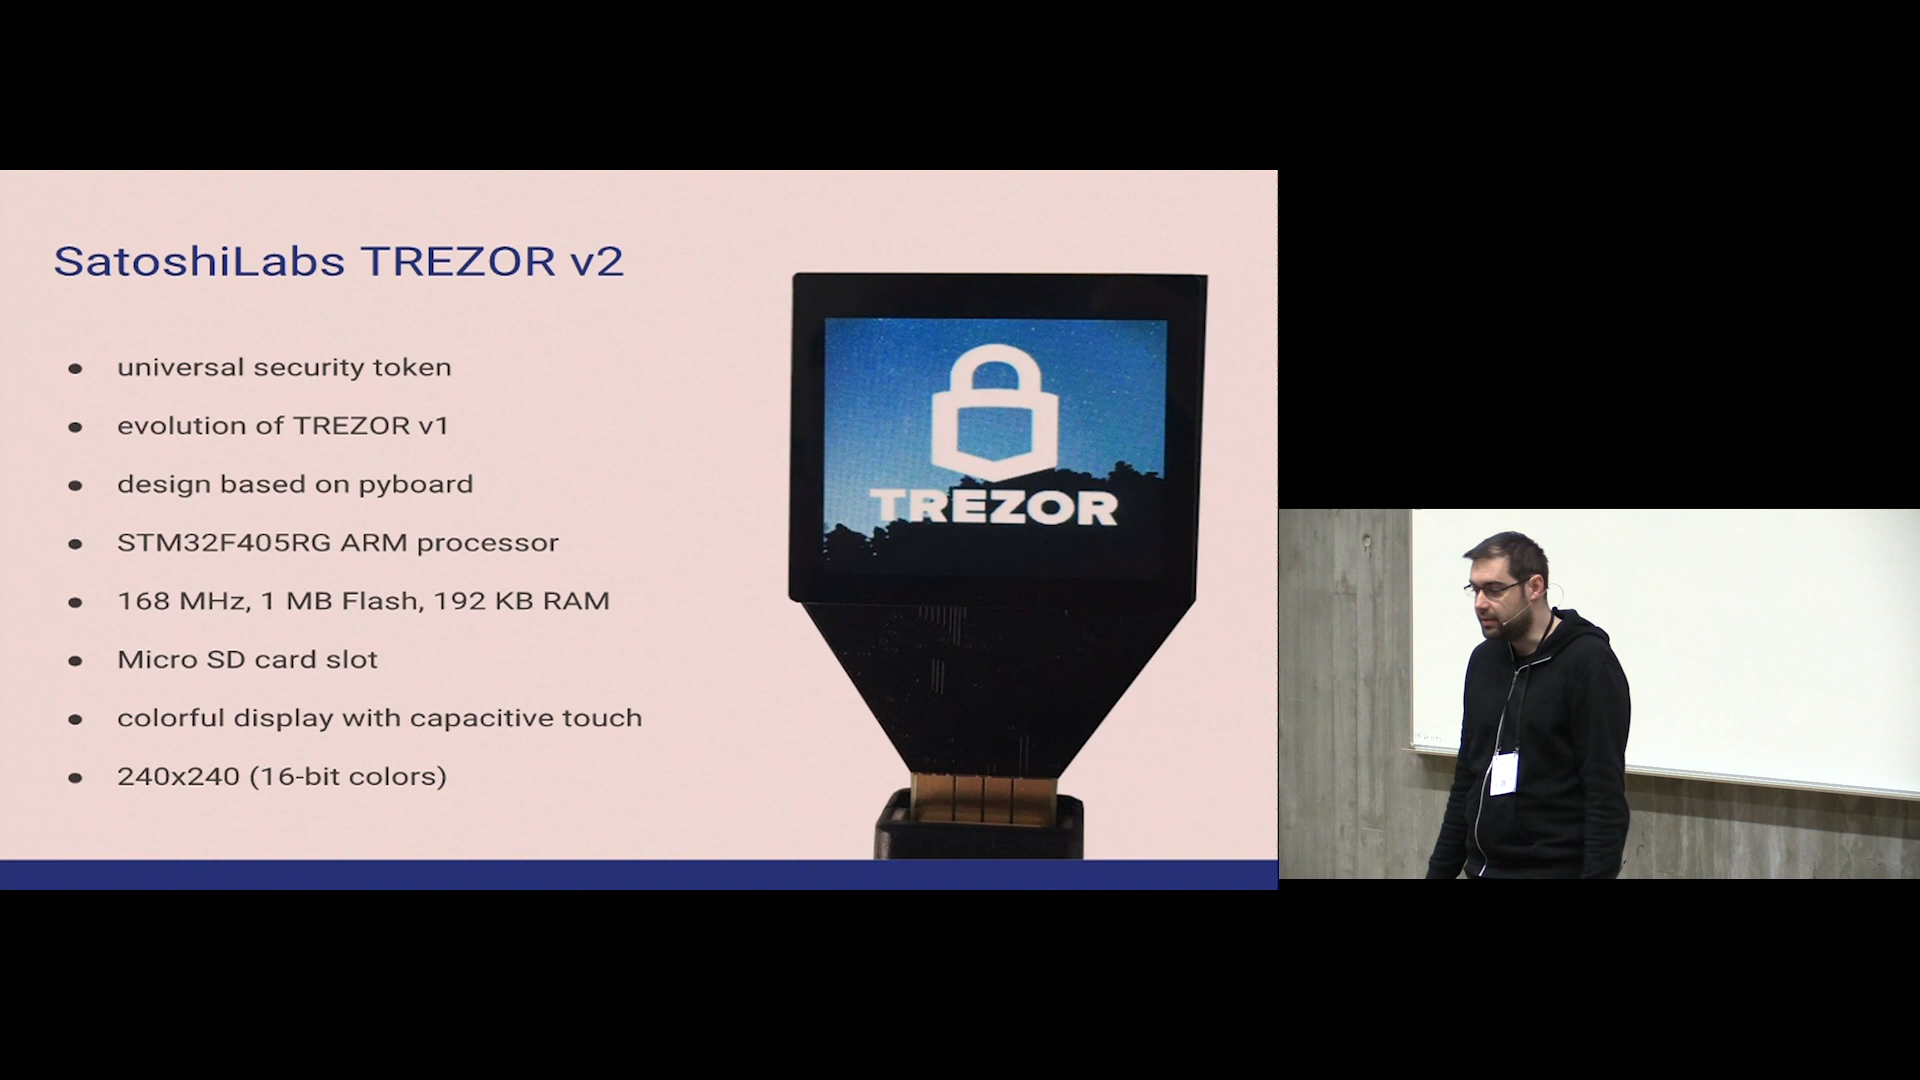 SatoshiLabs TREZOR v2
● universal security token
● evolution of TREZOR v1
● design based on pyboard
● STM32F405RG ARM processor
● 168 MHz, 1 MB Flash, 192 KB RAM
● Micro SD card slot
● colorful display with capacitive touch
● 240x240 (16-bit colors)
TREZOR